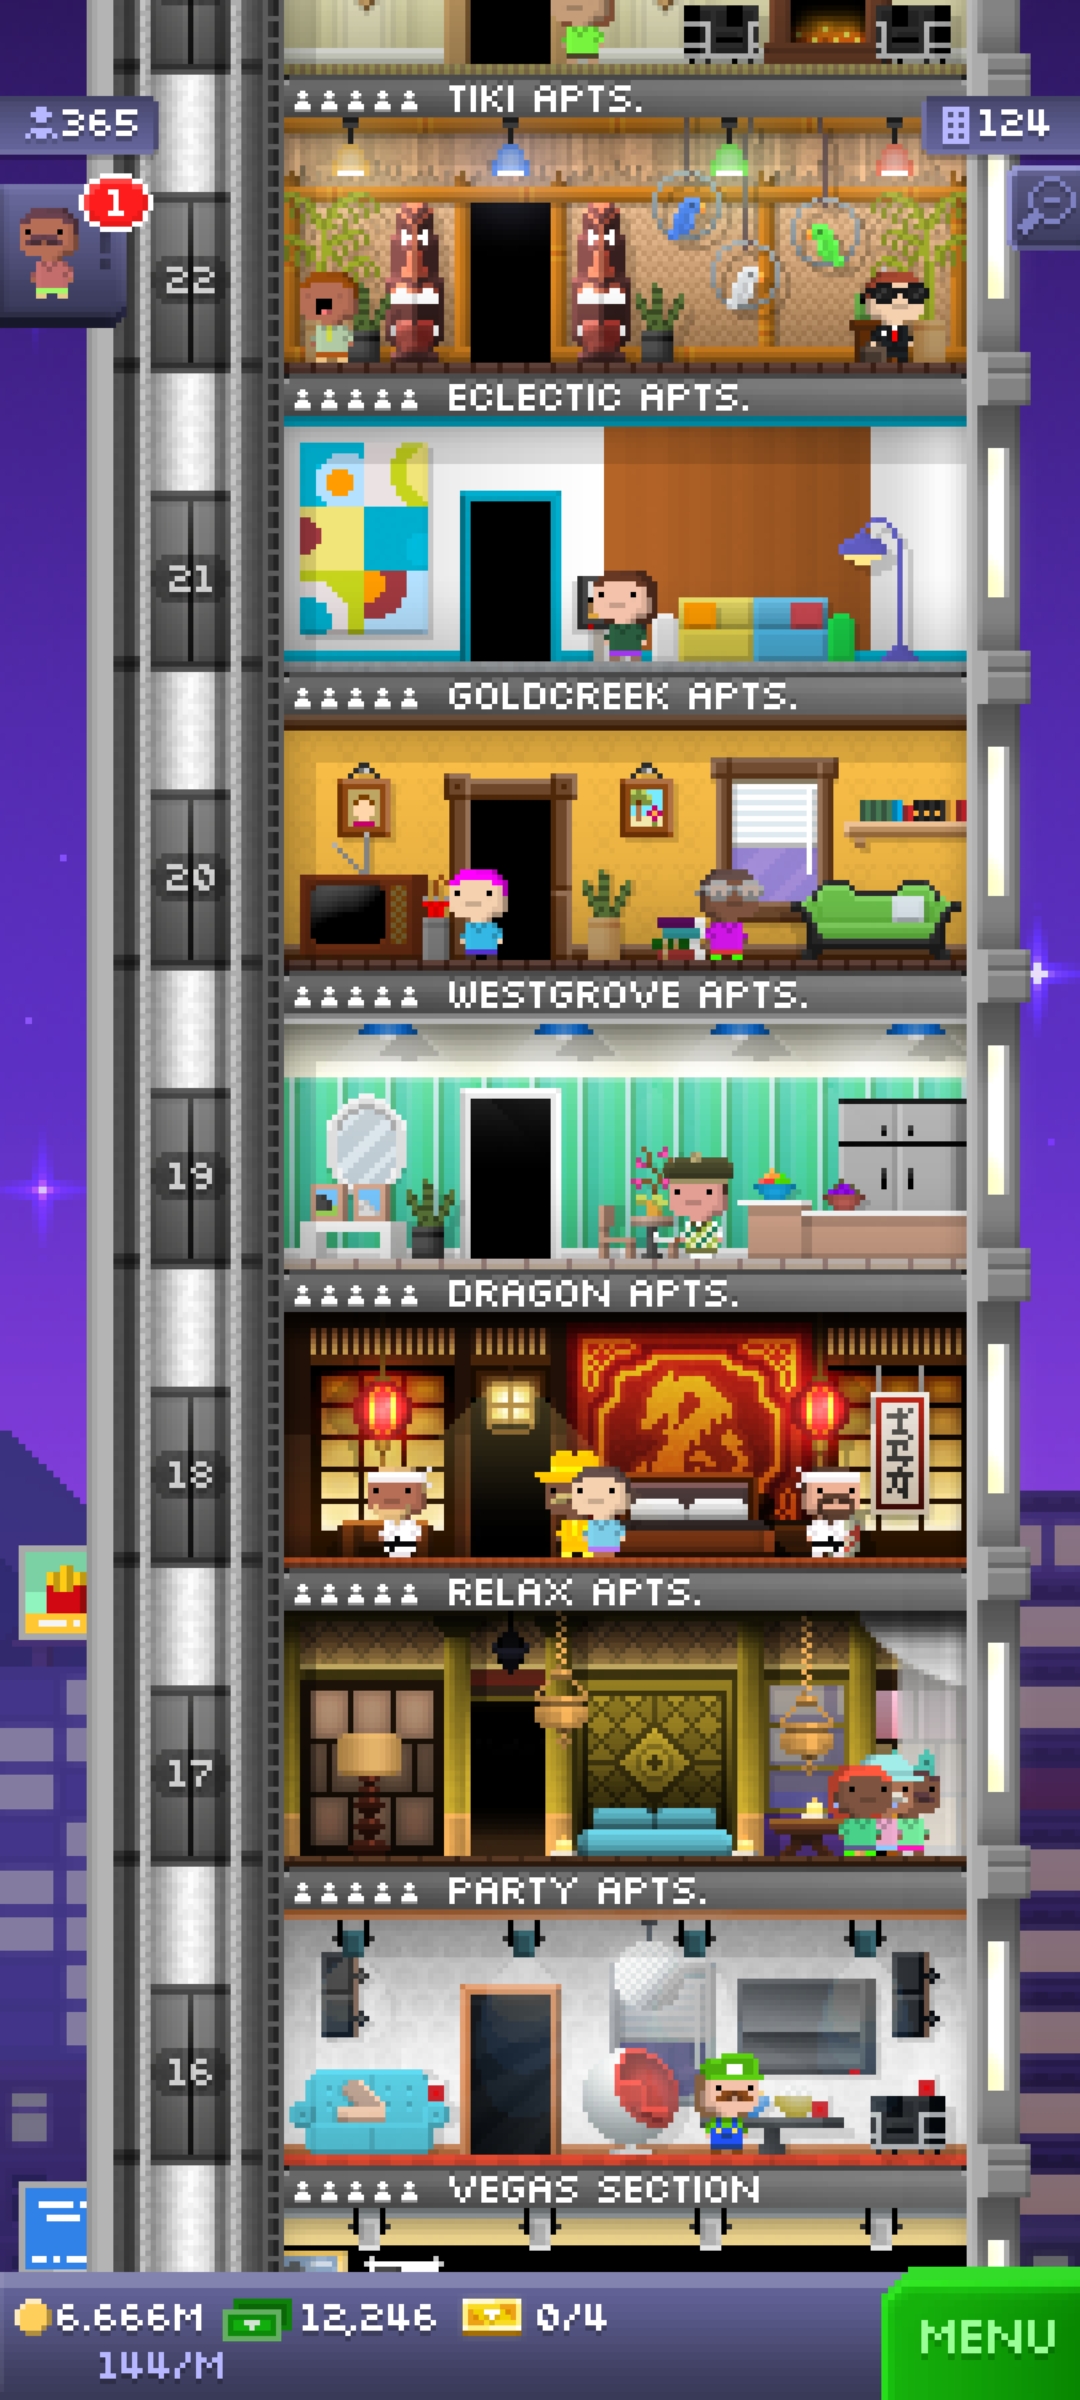 TIKI APTS.
365
124
1
22
ECLECTIC APTS.
21
GOLDCREEK APTS.
20
WESTGROVE APTS.
19
DRAGON APTS.
18
RELAX APTS.
17
PARTY APTS.
16
VEGAS SECTION
6.666M 12,246 0/4
144/M
MENU